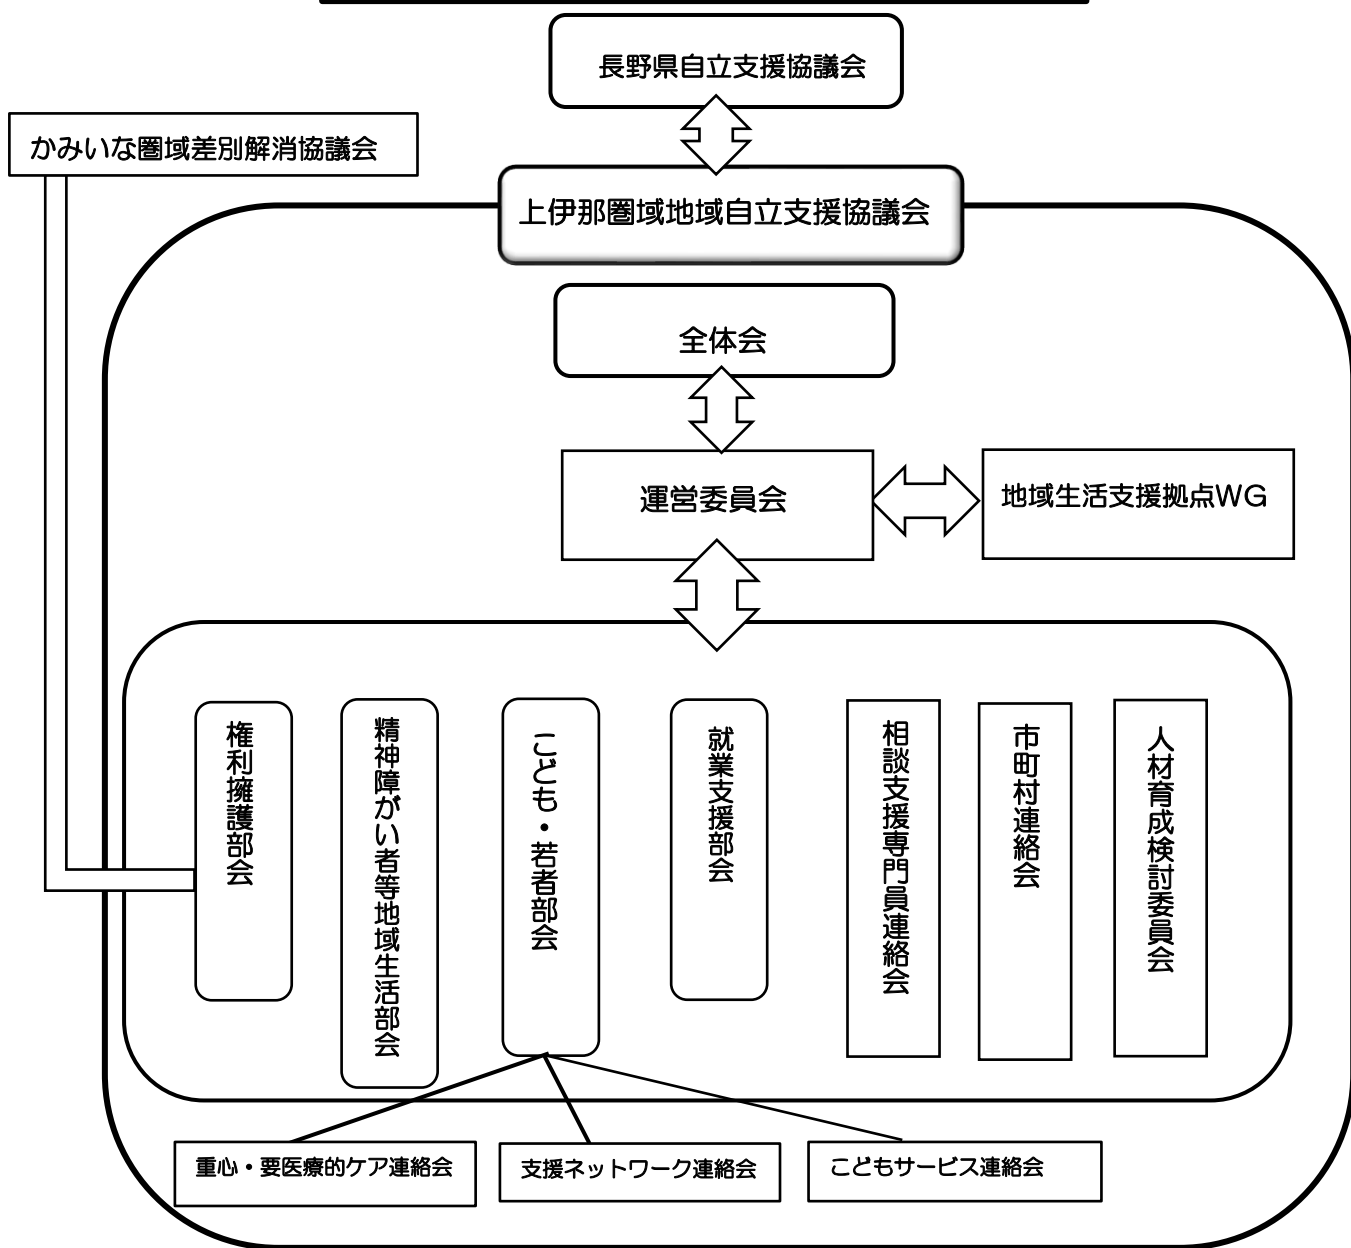 長野県自立支援協議会
かみいな圏域差別解消協議会
上伊那圏域地域自立支援協議会
全体会
運営委員会
地域生活支援拠点WG
権利擁護部会
精神障がい者等地域生活部会
こども・若者部会
就業支援部会
相談支援専門員連絡会
市町村連絡会
人材育成検討委員会
重心・要医療的ケア連絡会
支援ネットワーク連絡会
こどもサービス連絡会